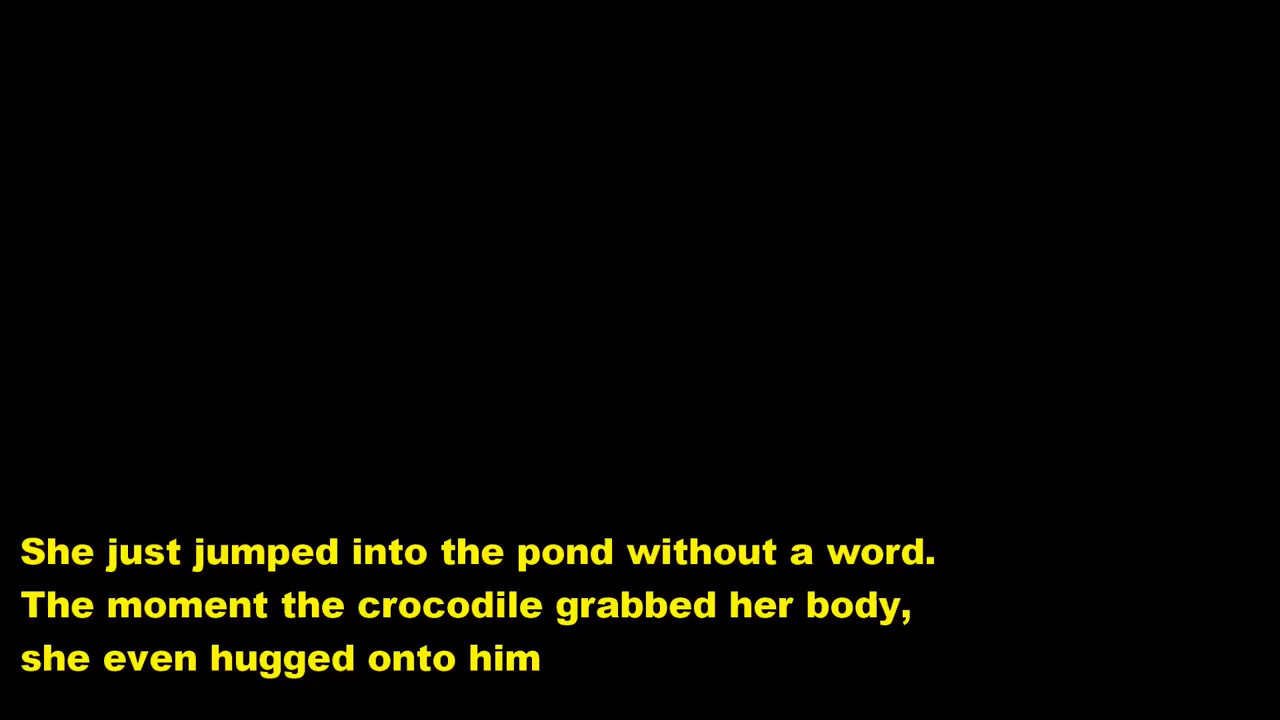 She just jumped into the pond without a word.
The moment the crocodile grabbed her body,
she even hugged onto him